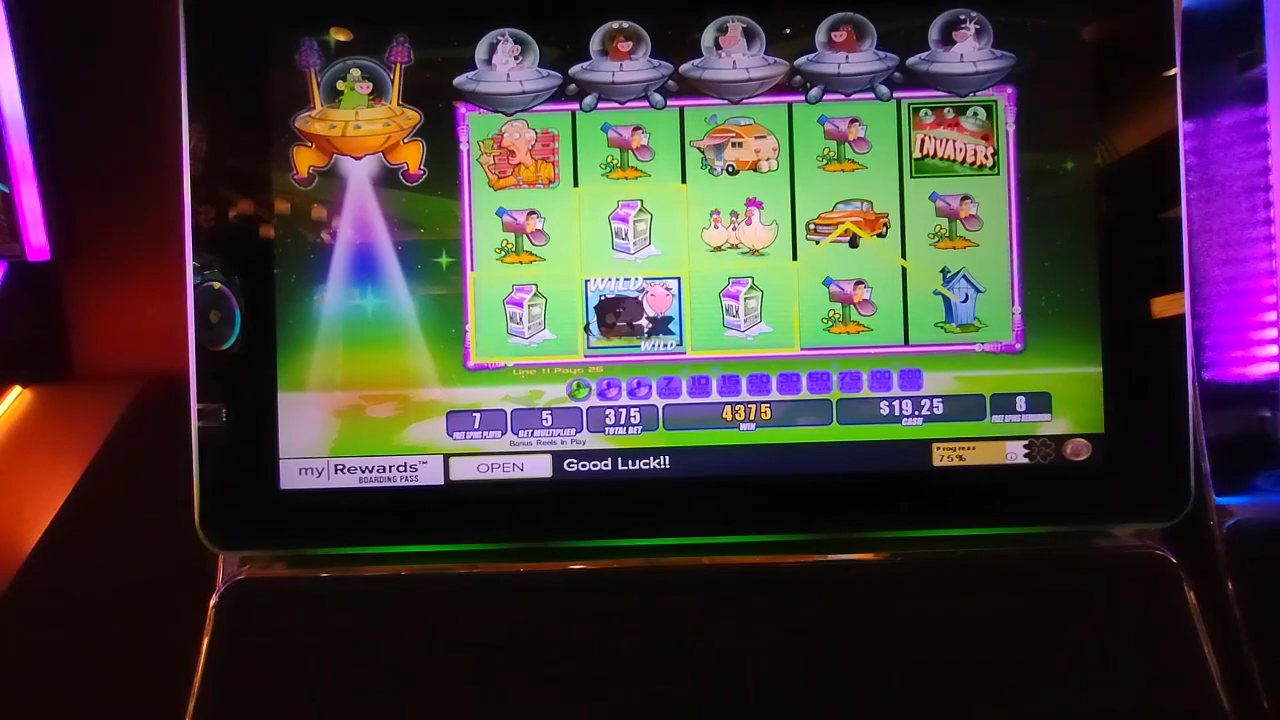 INVADERS
MILK
WILD
MILK
MILK
WILD
Line 11 Pays 25
7 10 15 20 30 50 75 100 200
7 5 375 4375 $19.25 8
FREE SPINS PLAYED BET MULTIPLIER TOTAL BET WIN CASH FREE SPINS REMAINING
Bonus Reels In Play
my|Rewards™ OPEN Good Luck!!
BOARDING PASS
Progress
75%